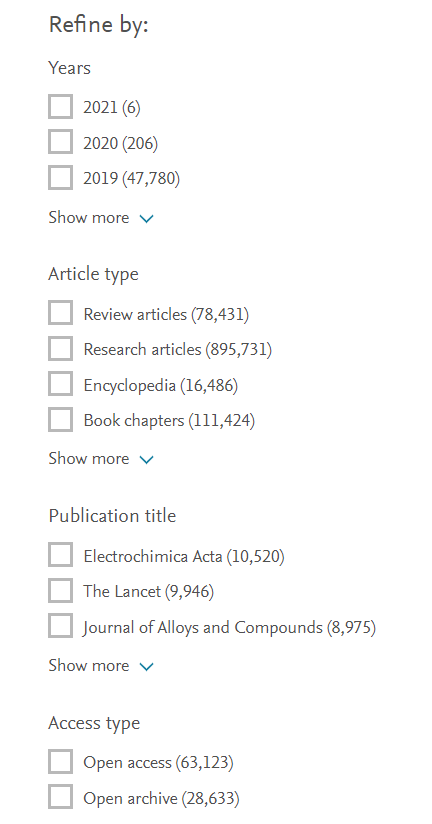 Refine by:
Years
2021 (6)
2020 (206)
2019 (47,780)
Show more
Article type
Review articles (78,431)
Research articles (895,731)
Encyclopedia (16,486)
Book chapters (111,424)
Show more
Publication title
Electrochimica Acta (10,520)
The Lancet (9,946)
Journal of Alloys and Compounds (8,975)
Show more
Access type
Open access (63,123)
Open archive (28,633)